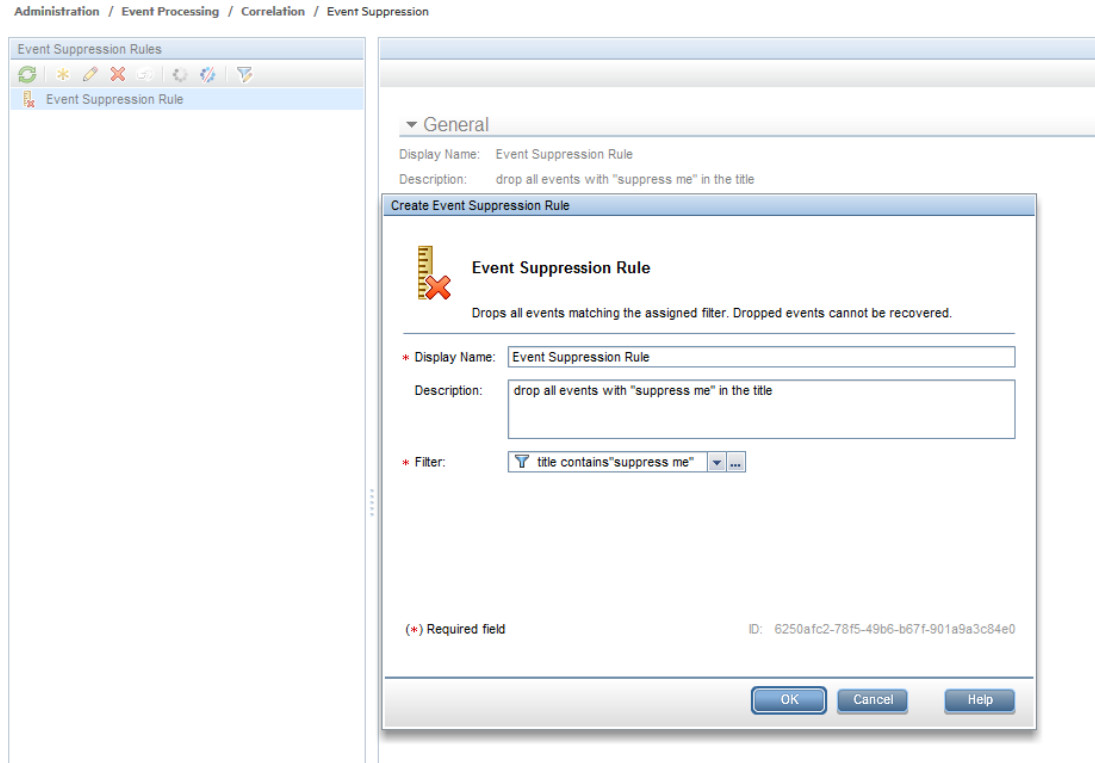 Administration / Event Processing / Correlation / Event Suppression
Event Suppression Rules
Event Suppression Rule
General
Display Name: Event Suppression Rule
Description: drop all events with "suppress me" in the title
Create Event Suppression Rule
Event Suppression Rule
Drops all events matching the assigned filter. Dropped events cannot be recovered.
* Display Name: Event Suppression Rule
Description: drop all events with "suppress me" in the title
* Filter: title contains"suppress me" ...
(*) Required field ID: 6250afc2-78f5-49b6-b67f-901a9a3c84e0
OK Cancel Help